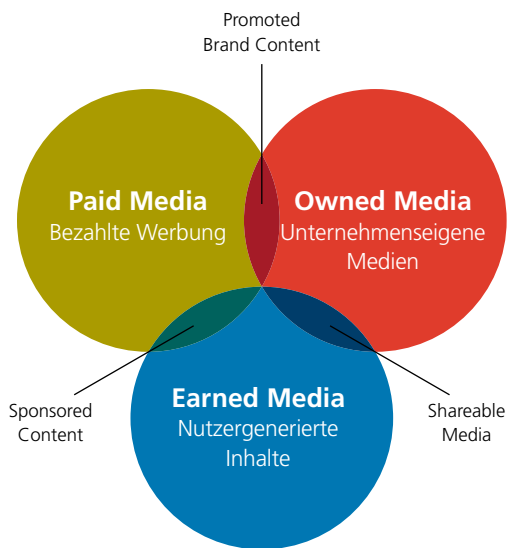 Promoted
Brand Content
Paid Media
Bezahlte Werbung
Owned Media
Unternehmenseigene
Medien
Sponsored
Content
Earned Media
Nutzergenerierte
Inhalte
Shareable
Media